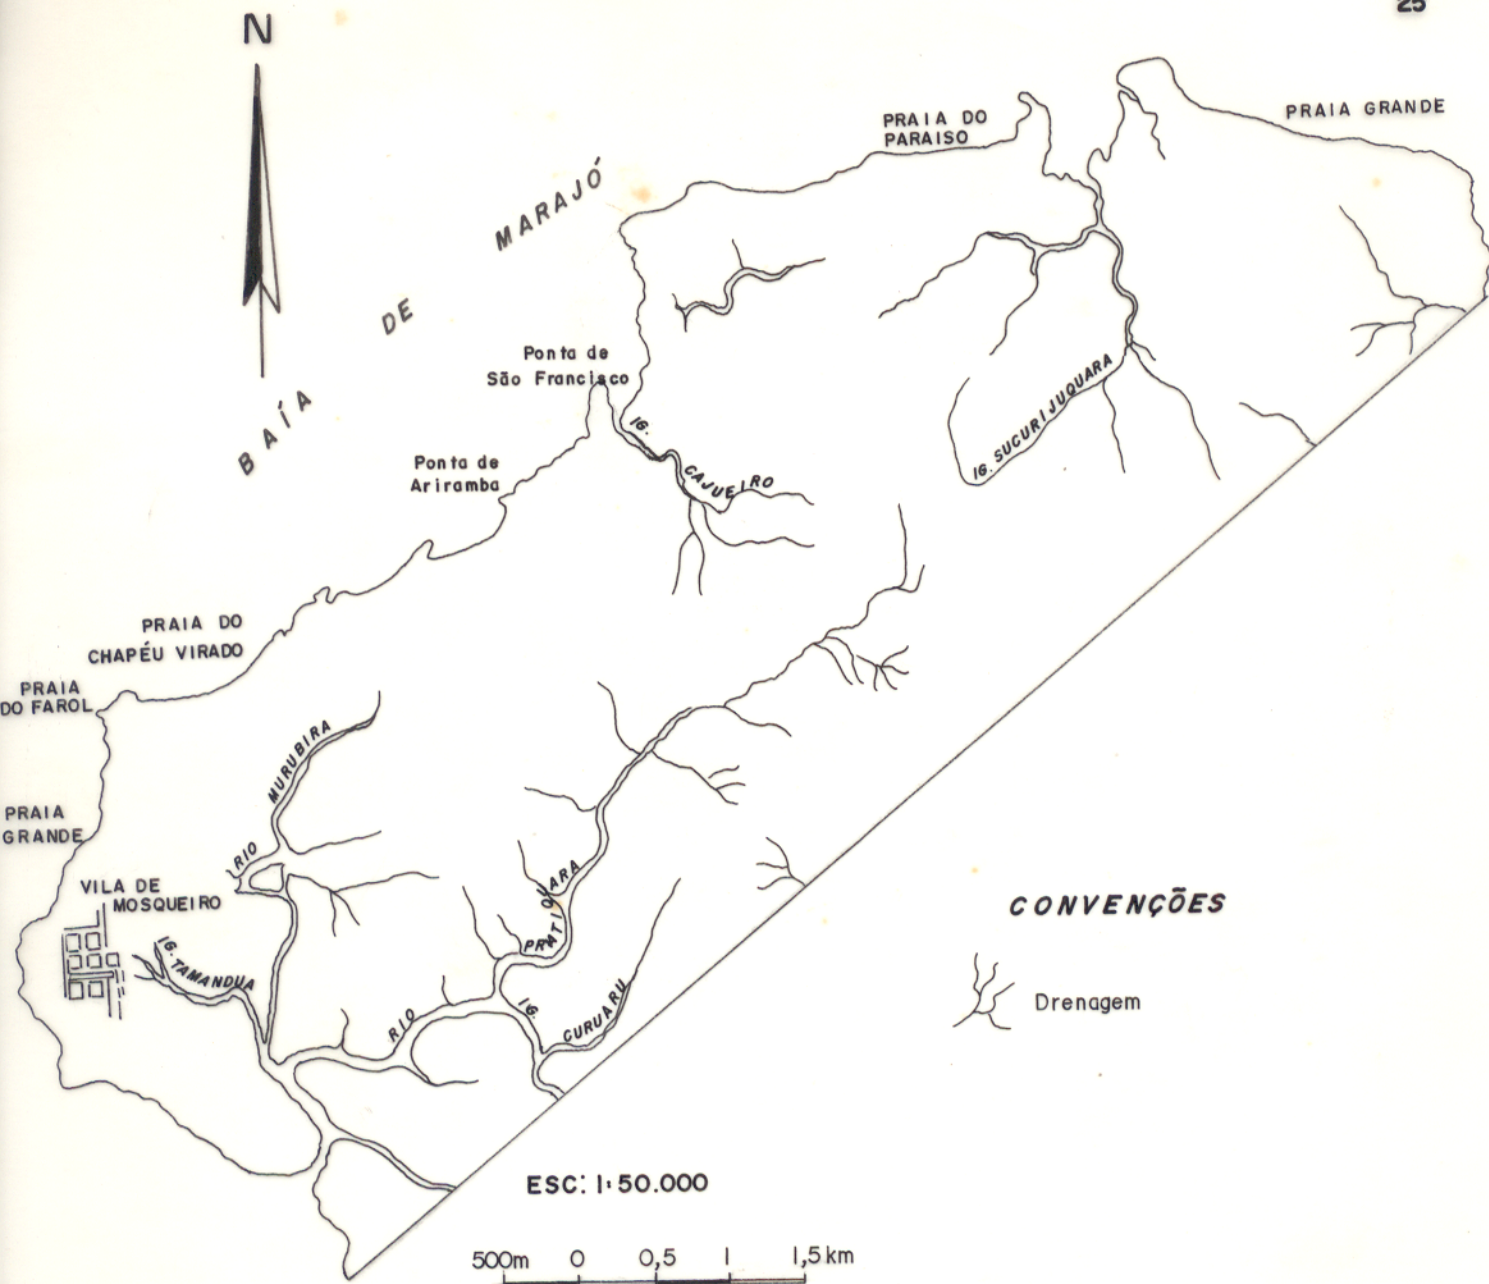 25
N
PRAIA DO
PARAISO
PRAIA GRANDE
BAÍA DE MARAJÓ
Ponta de
São Francisco
Ponta de
Ariramba
IG. CAJUEIRO
IG. SUCURIJUQUARA
PRAIA DO
CHAPÉU VIRADO
PRAIA
DO FAROL
PRAIA
GRANDE
RIO MURUBIRA
VILA DE
MOSQUEIRO
IG. TAMANDUA
RIO PRATIQUARA
IG. CURUARU
CONVENÇÕES
Drenagem
ESC: 1:50.000
500m 0 0,5 1 1,5 km